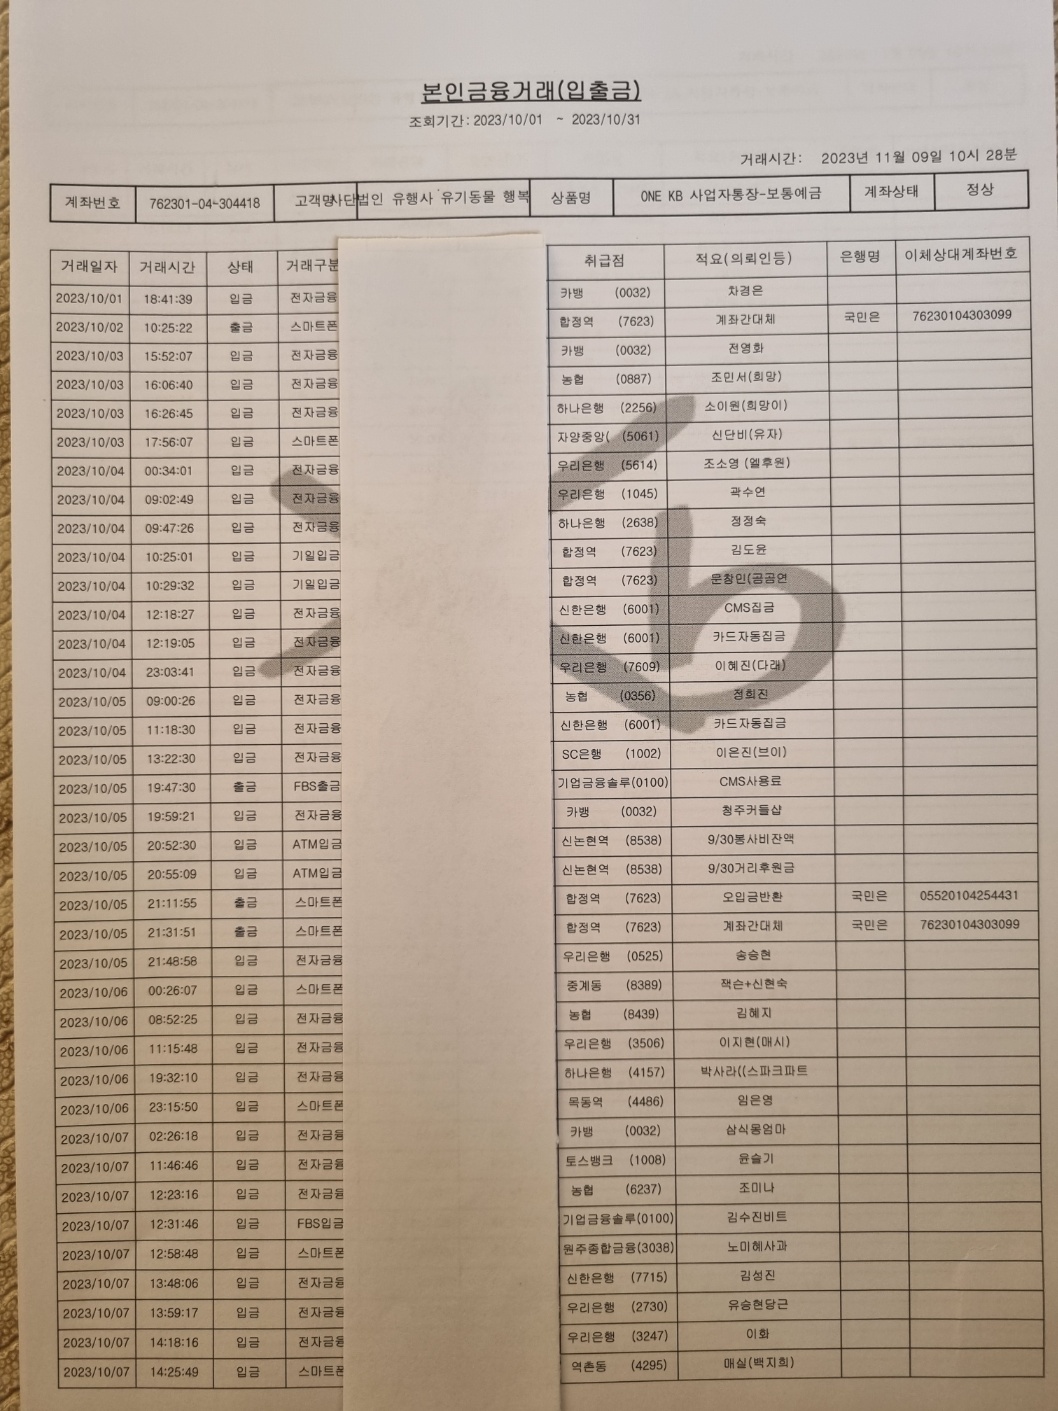 본인금융거래(입출금)
조회기간:2023/10/01 ~ 2023/10/31
거래시간: 2023년 11월 09일 10시 28분
계좌번호 762301-04-304418 고객명 사단법인 유행사 유기동물 행복 상품명 ONE KB 사업자통장-보통예금 계좌상태 정상
거래일자 거래시간 상태 거래구분 취급점 적요(의뢰인등) 은행명 이체상대계좌번호
2023/10/01 18:41:39 입금 전자금융 카뱅 (0032) 차경은
2023/10/02 10:25:22 출금 스마트폰 합정역 (7623) 계좌간대체 국민은 76230104303099
2023/10/03 15:52:07 입금 전자금융 카뱅 (0032) 전영화
2023/10/03 16:06:40 입금 전자금융 농협 (0887) 조민서(희망)
2023/10/03 16:26:45 입금 전자금융 하나은행 (2256) 소이원(희망이)
2023/10/03 17:56:07 입금 스마트폰 자양중앙( (5061) 신단비(유자)
2023/10/04 00:34:01 입금 전자금융 우리은행 (5614) 조소영 (엘후원)
2023/10/04 09:02:49 입금 전자금융 우리은행 (1045) 곽수연
2023/10/04 09:47:26 입금 전자금융 하나은행 (2638) 정정숙
2023/10/04 10:25:01 입금 기일입금 합정역 (7623) 김도윤
2023/10/04 10:29:32 입금 기일입금 합정역 (7623) 문창민(공공연
2023/10/04 12:18:27 입금 전자금융 신한은행 (6001) CMS집금
2023/10/04 12:19:05 입금 전자금융 신한은행 (6001) 카드자동집금
2023/10/04 23:03:41 입금 전자금융 우리은행 (7609) 이혜진(다래)
2023/10/05 09:00:26 입금 전자금융 농협 (0356) 정희진
2023/10/05 11:18:30 입금 전자금융 신한은행 (6001) 카드자동집금
2023/10/05 13:22:30 입금 전자금융 SC은행 (1002) 이은진(브이)
2023/10/05 19:47:30 출금 FBS출금 기업금융솔루(0100) CMS사용료
2023/10/05 19:59:21 입금 전자금융 카뱅 (0032) 청주커들샵
2023/10/05 20:52:30 입금 ATM입금 신논현역 (8538) 9/30봉사비잔액
2023/10/05 20:55:09 입금 ATM입금 신논현역 (8538) 9/30거리후원금
2023/10/05 21:11:55 출금 스마트폰 합정역 (7623) 오입금반환 국민은 05520104254431
2023/10/05 21:31:51 출금 스마트폰 합정역 (7623) 계좌간대체 국민은 76230104303099
2023/10/05 21:48:58 입금 전자금융 우리은행 (0525) 송승현
2023/10/06 00:26:07 입금 스마트폰 중계동 (8389) 잭슨+신현숙
2023/10/06 08:52:25 입금 전자금융 농협 (8439) 김혜지
2023/10/06 11:15:48 입금 전자금융 우리은행 (3506) 이지현(매시)
2023/10/06 19:32:10 입금 전자금융 하나은행 (4157) 박사라((스파크파트
2023/10/06 23:15:50 입금 스마트폰 목동역 (4486) 임은영
2023/10/07 02:26:18 입금 전자금융 카뱅 (0032) 삼식몽엄마
2023/10/07 11:46:46 입금 전자금융 토스뱅크 (1008) 윤슬기
2023/10/07 12:23:16 입금 전자금융 농협 (6237) 조미나
2023/10/07 12:31:46 입금 FBS입금 기업금융솔루(0100) 김수진비트
2023/10/07 12:58:48 입금 스마트폰 원주종합금융(3038) 노미혜사과
2023/10/07 13:48:06 입금 전자금융 신한은행 (7715) 김성진
2023/10/07 13:59:17 입금 전자금융 우리은행 (2730) 유승현당근
2023/10/07 14:18:16 입금 전자금융 우리은행 (3247) 이화
2023/10/07 14:25:49 입금 스마트폰 역촌동 (4295) 매실(백지희)